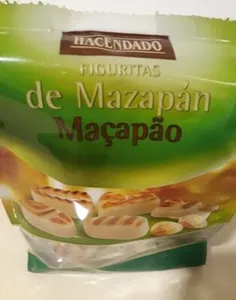 HACENDADO
FIGURITAS
de Mazapán
Maçapão